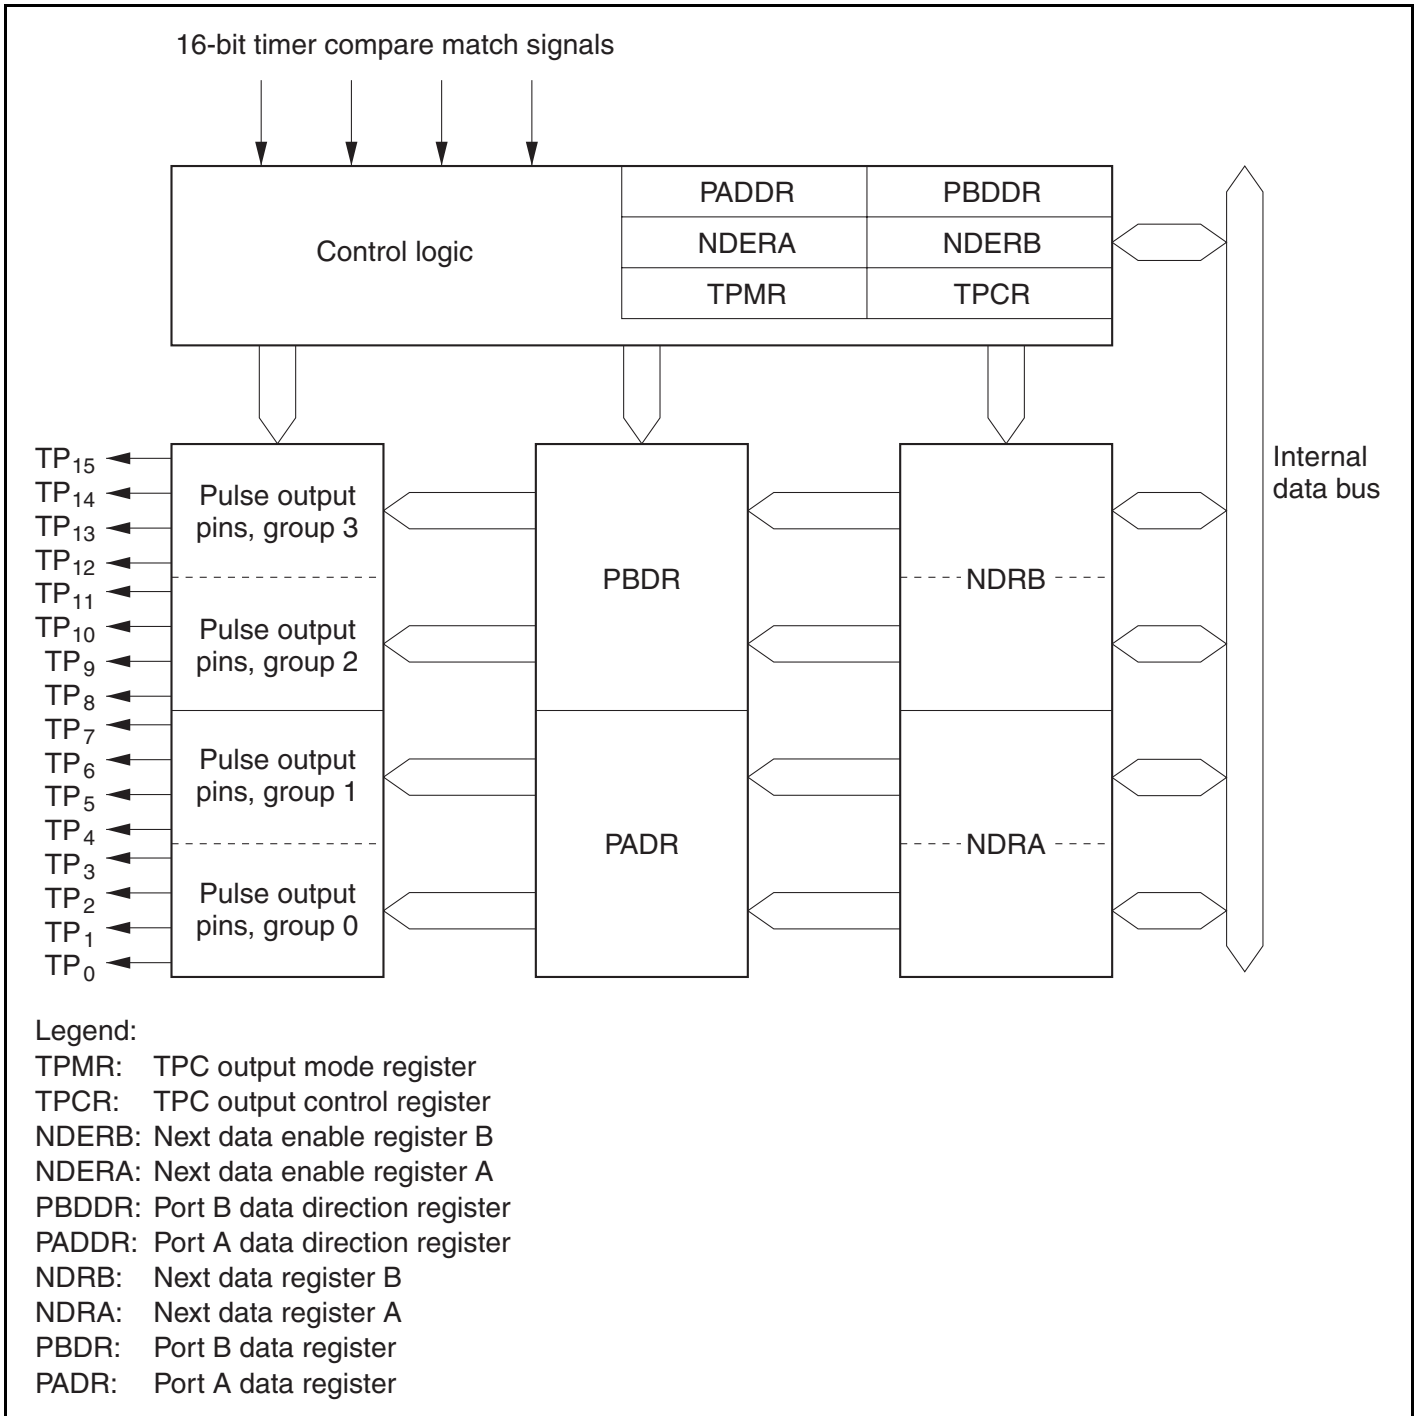 16-bit timer compare match signals
Control logic
PADDR
PBDDR
NDERA
NDERB
TPMR
TPCR
Internal
data bus
TP15
TP14
TP13
TP12
TP11
TP10
TP9
TP8
TP7
TP6
TP5
TP4
TP3
TP2
TP1
TP0
Pulse output
pins, group 3
Pulse output
pins, group 2
Pulse output
pins, group 1
Pulse output
pins, group 0
PBDR
PADR
NDRB
NDRA
Legend:
TPMR: TPC output mode register
TPCR: TPC output control register
NDERB: Next data enable register B
NDERA: Next data enable register A
PBDDR: Port B data direction register
PADDR: Port A data direction register
NDRB: Next data register B
NDRA: Next data register A
PBDR: Port B data register
PADR: Port A data register